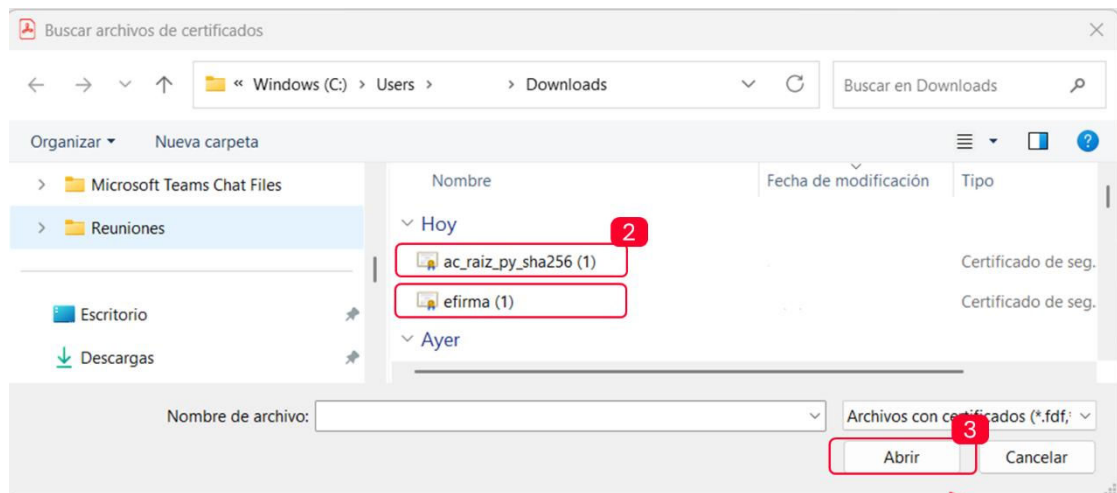 Buscar archivos de certificados
« Windows (C:) > Users > > Downloads
Buscar en Downloads
Organizar Nueva carpeta
Microsoft Teams Chat Files
Reuniones
Escritorio
Descargas
Nombre Fecha de modificación Tipo
Hoy
2
ac_raiz_py_sha256 (1) Certificado de seg.
efirma (1) Certificado de seg.
Ayer
Nombre de archivo: Archivos con certificados (*.fdf,
3
Abrir Cancelar